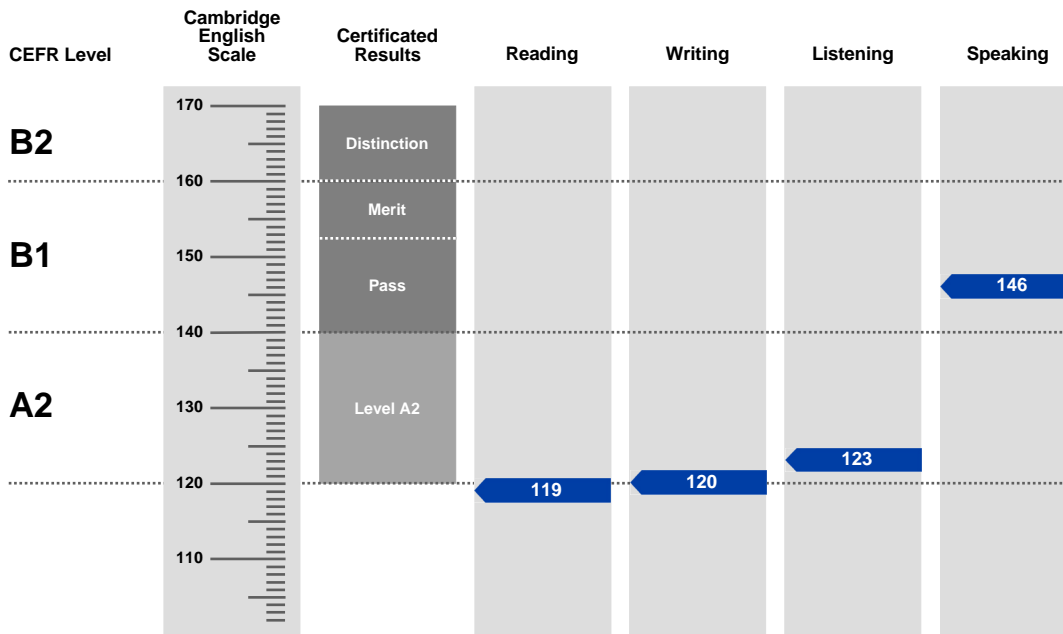 CEFR Level
Cambridge
English
Scale
Certificated
Results
Reading
Writing
Listening
Speaking
170
B2
Distinction
160
Merit
B1
150
Pass
146
140
A2
130
Level A2
123
120
119
120
110